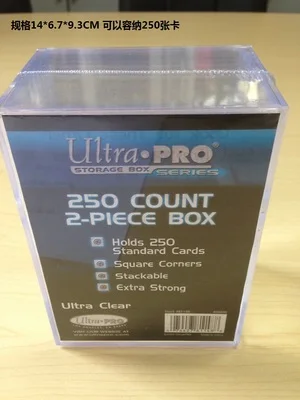 规格14*6.7*9.3CM 可以容纳250张卡
Ultra·PRO
STORAGE BOX
SERIES
250 COUNT
2-PIECE BOX
Holds 250
Standard Cards
Square Corners
Stackable
Extra Strong
Ultra Clear
Ultra·PRO